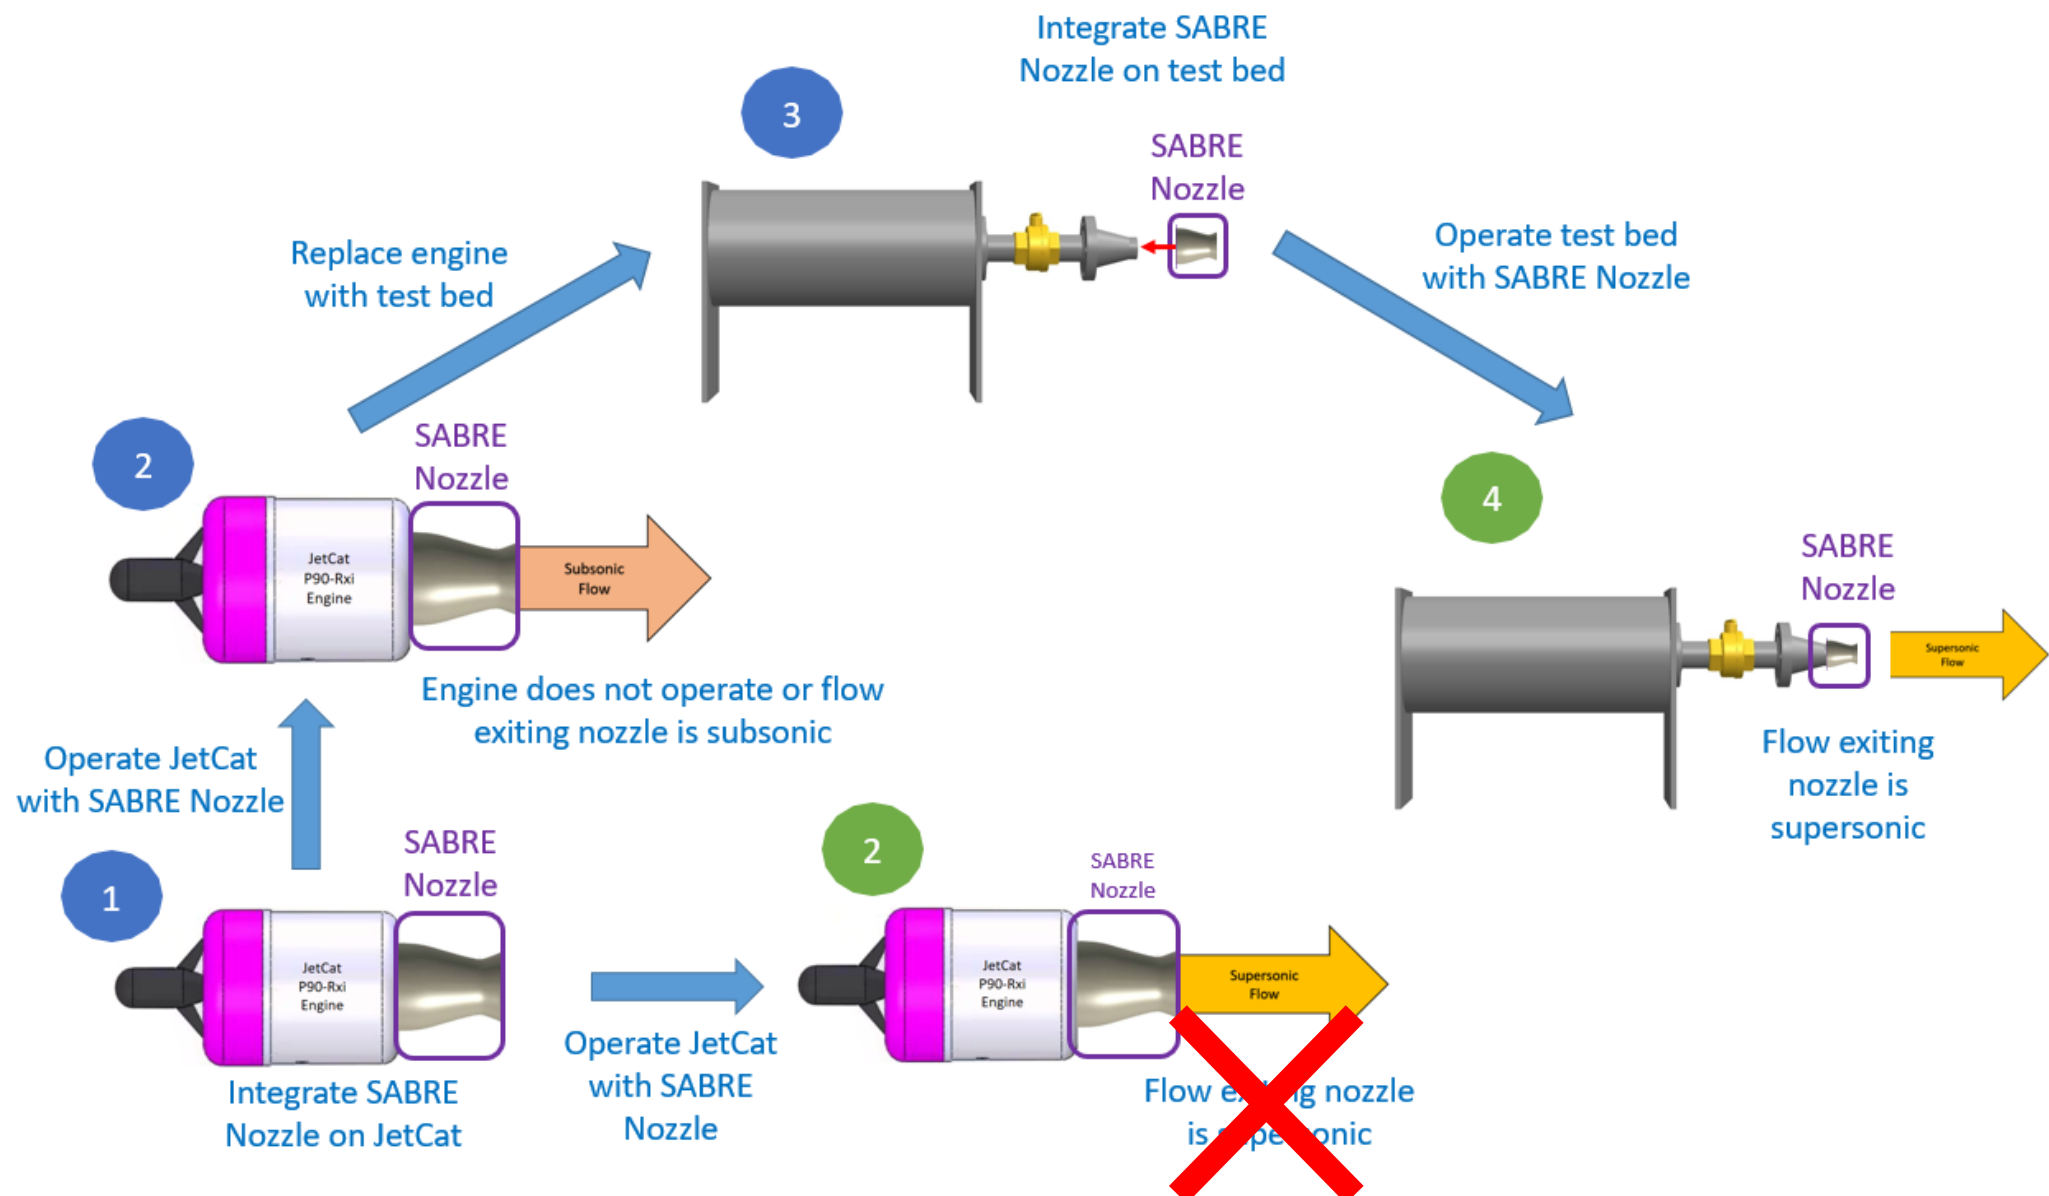 Integrate SABRE
Nozzle on test bed
3
SABRE
Nozzle
Replace engine
with test bed
Operate test bed
with SABRE Nozzle
2
SABRE
Nozzle
JetCat
P90-Rxi
Engine
Subsonic
Flow
Engine does not operate or flow
exiting nozzle is subsonic
4
SABRE
Nozzle
Supersonic
Flow
Flow exiting
nozzle is
supersonic
Operate JetCat
with SABRE Nozzle
1
SABRE
Nozzle
JetCat
P90-Rxi
Engine
Integrate SABRE
Nozzle on JetCat
Operate JetCat
with SABRE
Nozzle
2
SABRE
Nozzle
JetCat
P90-Rxi
Engine
Supersonic
Flow
Flow exiting nozzle
is supersonic